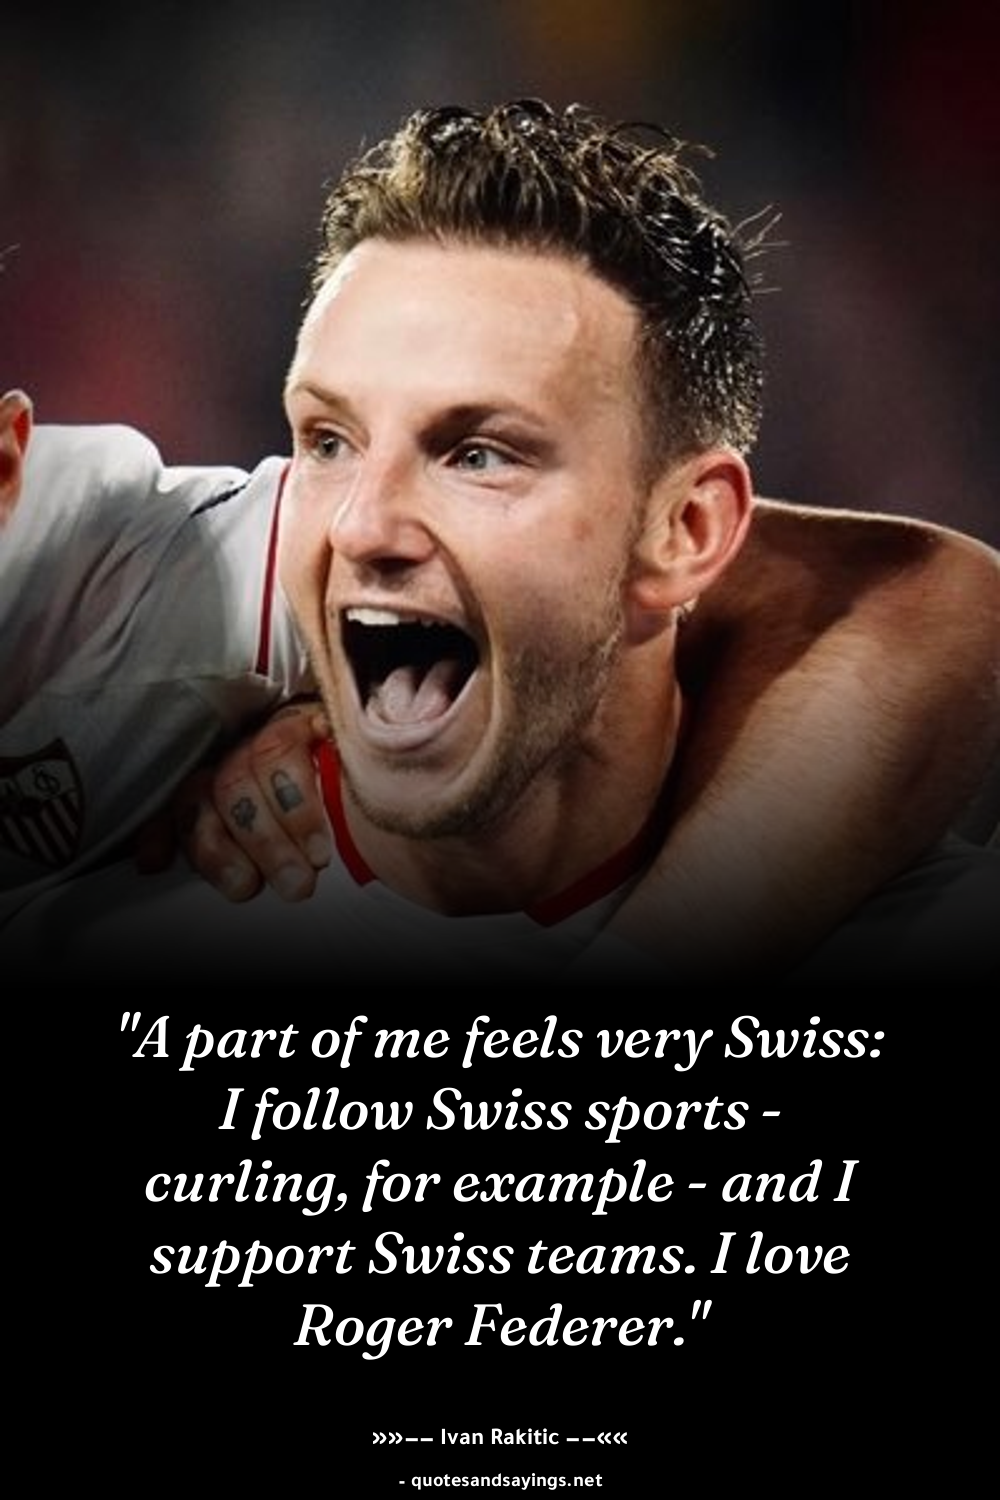 "A part of me feels very Swiss:
I follow Swiss sports -
curling, for example - and I
support Swiss teams. I love
Roger Federer."
»»—— Ivan Rakitic ——««
- quotesandsayings.net